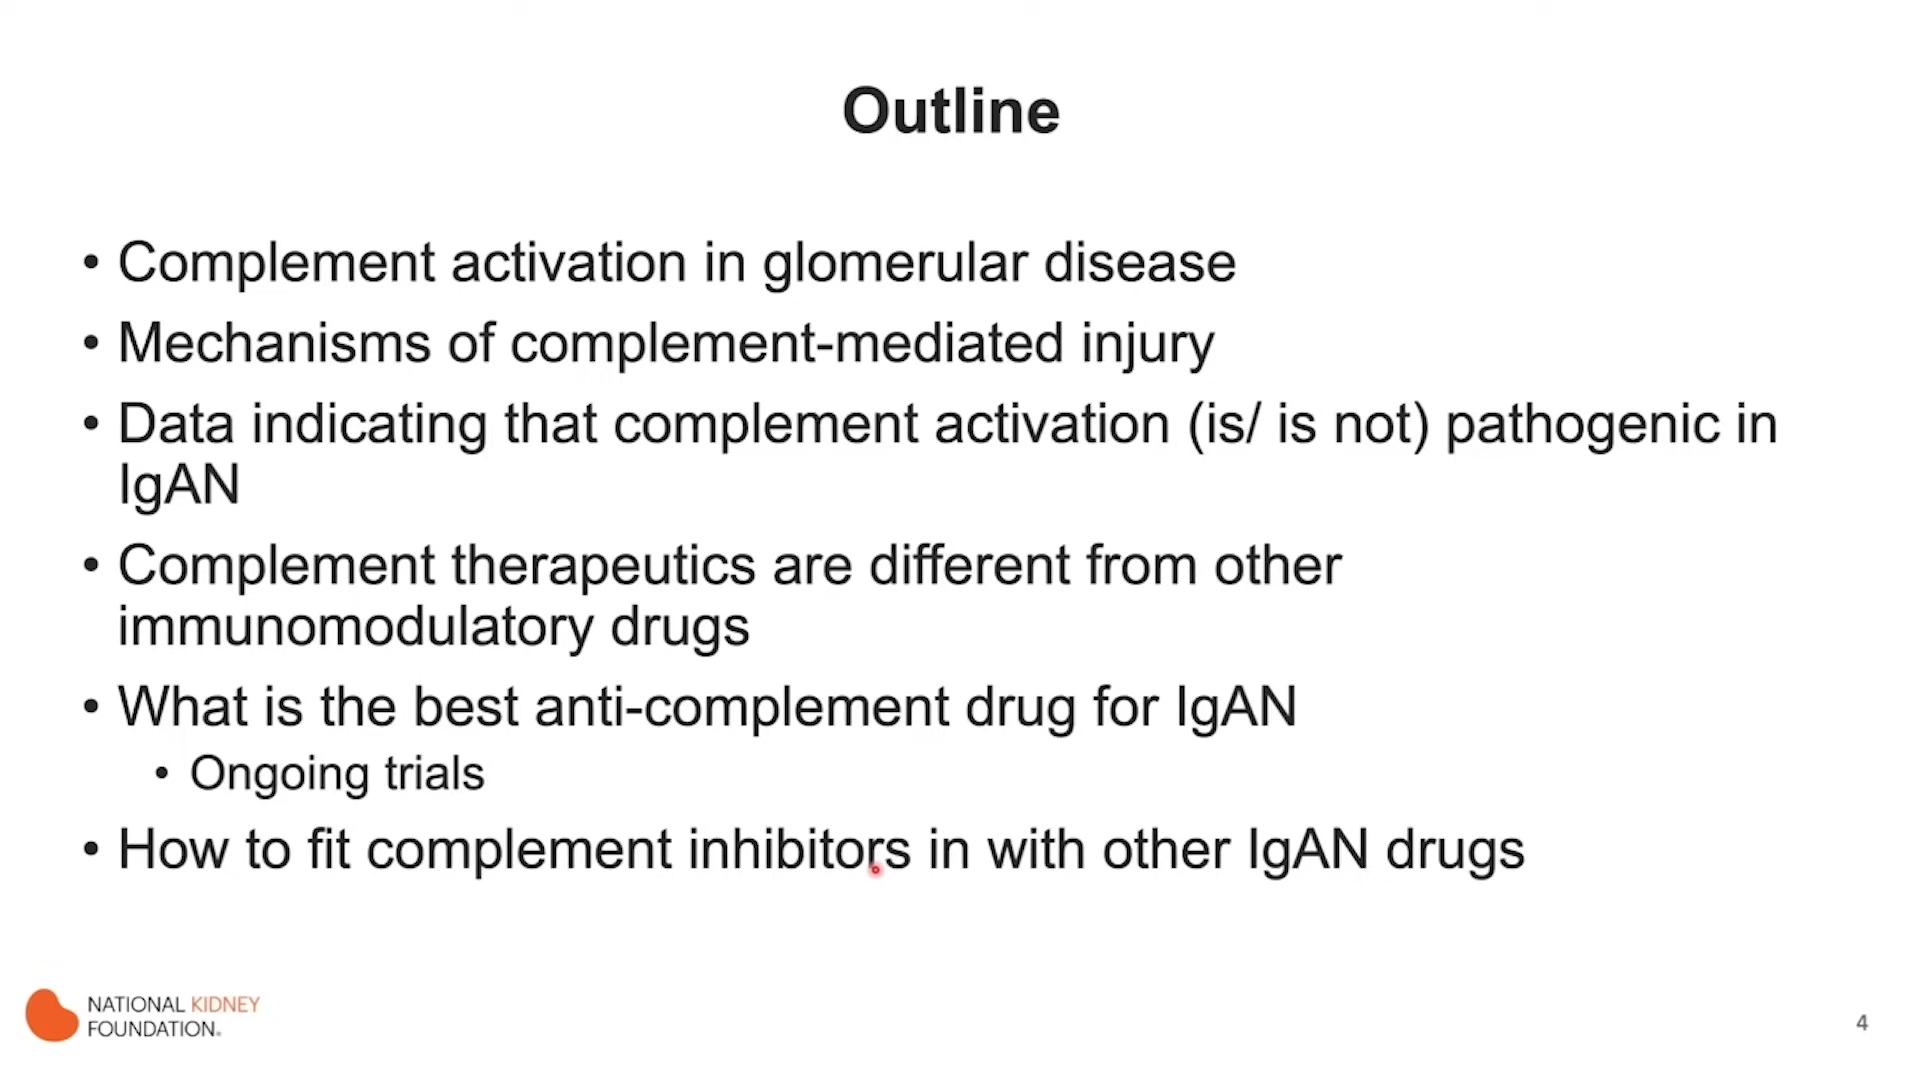 Outline
• Complement activation in glomerular disease
• Mechanisms of complement-mediated injury
• Data indicating that complement activation (is/ is not) pathogenic in
IgAN
• Complement therapeutics are different from other
immunomodulatory drugs
• What is the best anti-complement drug for IgAN
• Ongoing trials
• How to fit complement inhibitors in with other IgAN drugs
NATIONAL KIDNEY
FOUNDATION®
4